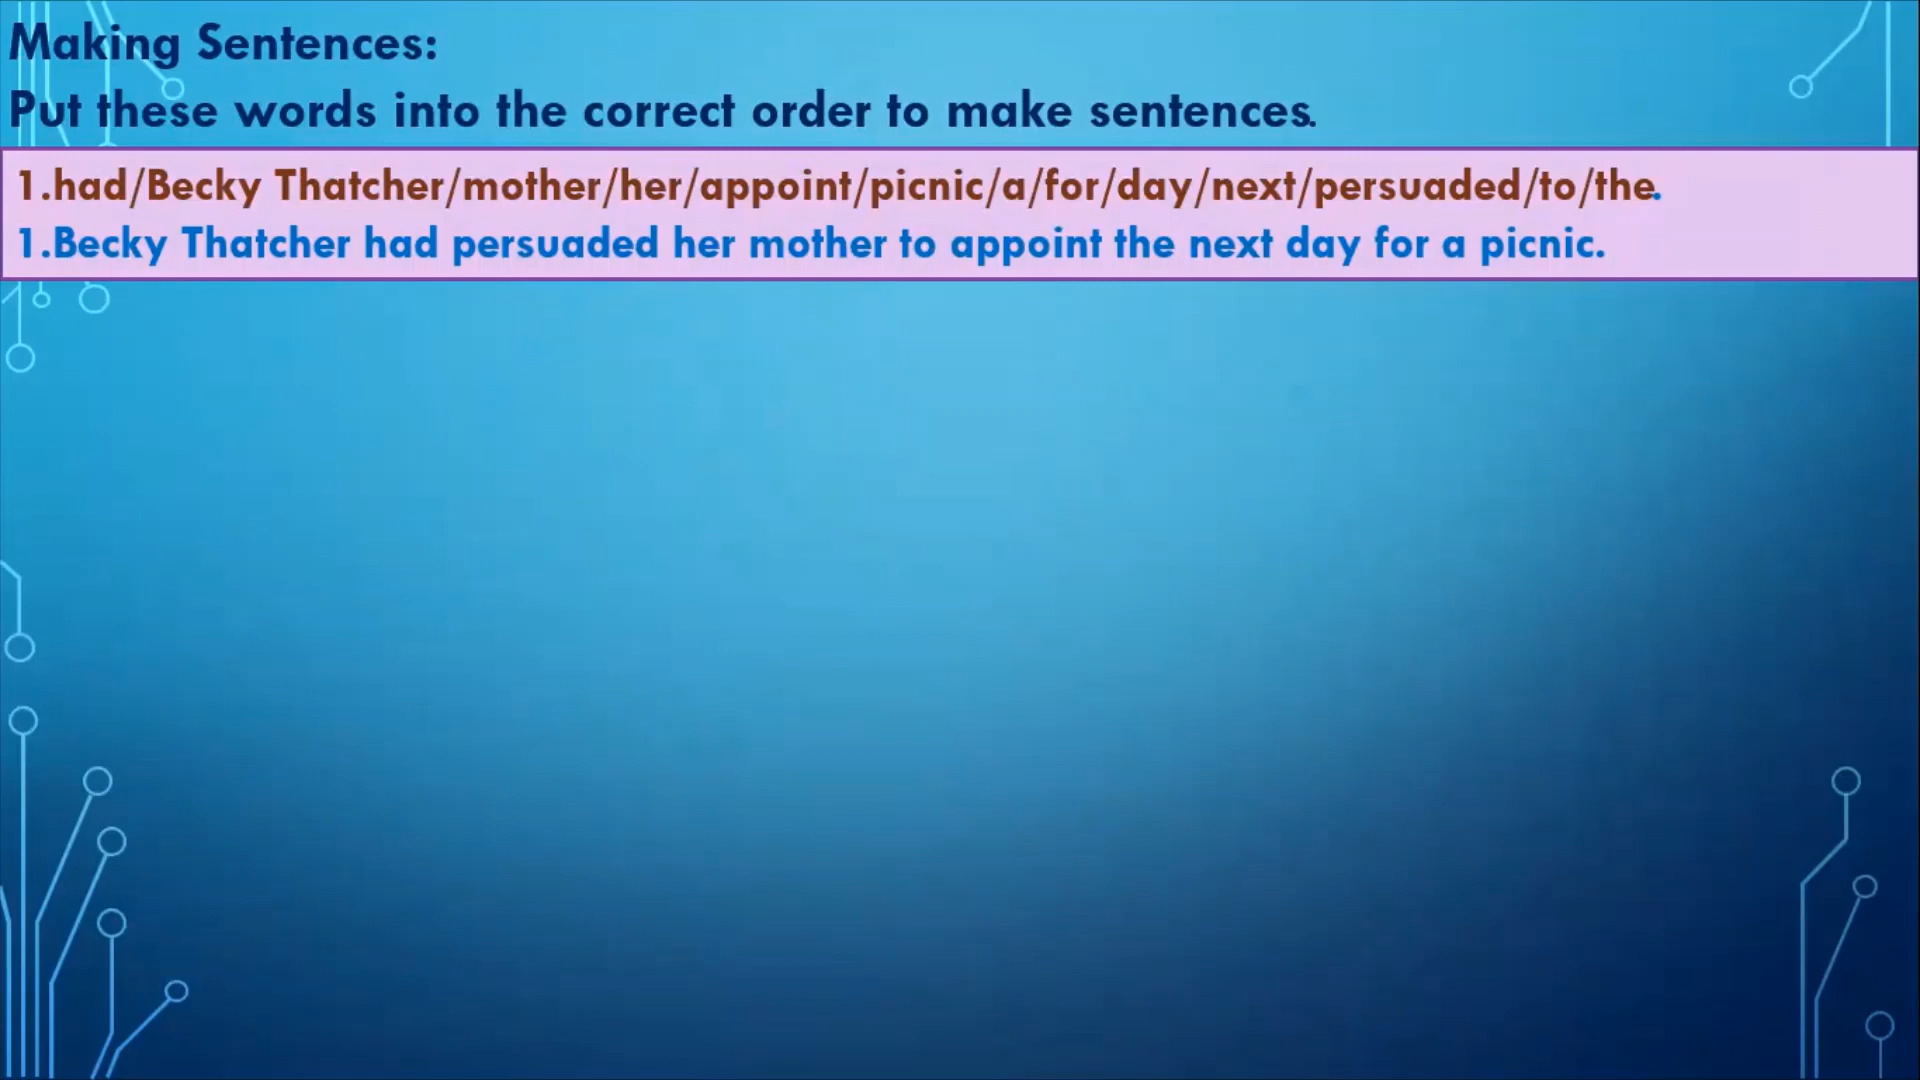 Making Sentences:
Put these words into the correct order to make sentences.
1.had/Becky Thatcher/mother/her/appoint/picnic/a/for/day/next/persuaded/to/the.
1.Becky Thatcher had persuaded her mother to appoint the next day for a picnic.